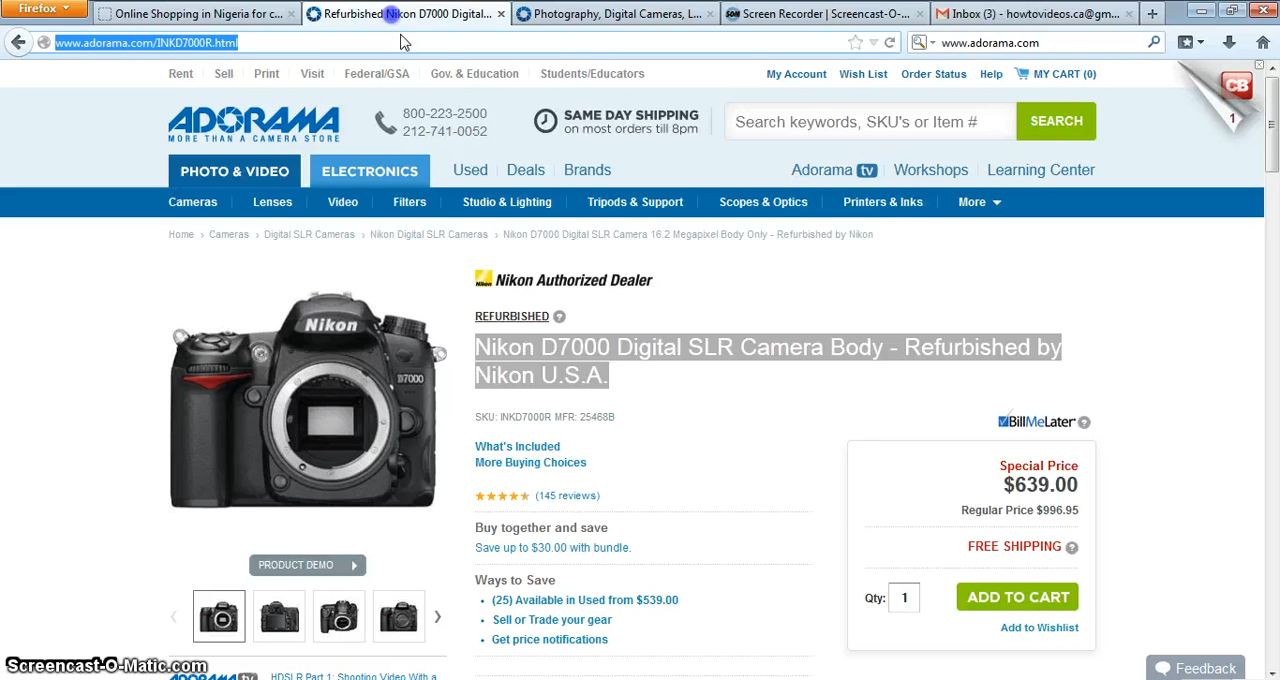 Firefox
Online Shopping in Nigeria for c...
Refurbished Nikon D7000 Digital...
Photography, Digital Cameras, L...
Screen Recorder | Screencast-O-...
Inbox (3) - howtovideos.ca@gm...
www.adorama.com/INKD7000R.html
www.adorama.com
Rent Sell Print Visit Federal/GSA Gov. & Education Students/Educators
My Account Wish List Order Status Help MY CART (0)
CB
1
ADORAMA
MORE THAN A CAMERA STORE
800-223-2500
212-741-0052
SAME DAY SHIPPING
on most orders till 8pm
Search keywords, SKU's or Item #
SEARCH
PHOTO & VIDEO ELECTRONICS Used Deals Brands
Adorama tv Workshops Learning Center
Cameras Lenses Video Filters Studio & Lighting Tripods & Support Scopes & Optics Printers & Inks More
Home › Cameras › Digital SLR Cameras › Nikon Digital SLR Cameras › Nikon D7000 Digital SLR Camera 16.2 Megapixel Body Only - Refurbished by Nikon
Nikon
D7000
Nikon Nikon Authorized Dealer
REFURBISHED ?
Nikon D7000 Digital SLR Camera Body - Refurbished by
Nikon U.S.A.
SKU: INKD7000R MFR: 25468B
What's Included
More Buying Choices
(145 reviews)
Buy together and save
Save up to $30.00 with bundle.
Ways to Save
• (25) Available in Used from $539.00
• Sell or Trade your gear
• Get price notifications
BillMeLater ?
Special Price
$639.00
Regular Price $996.95
FREE SHIPPING ?
Qty: 1
ADD TO CART
Add to Wishlist
PRODUCT DEMO
ADORAMA tv HDSLR Part 1: Shooting Video With a
Screencast-O-Matic.com
Feedback